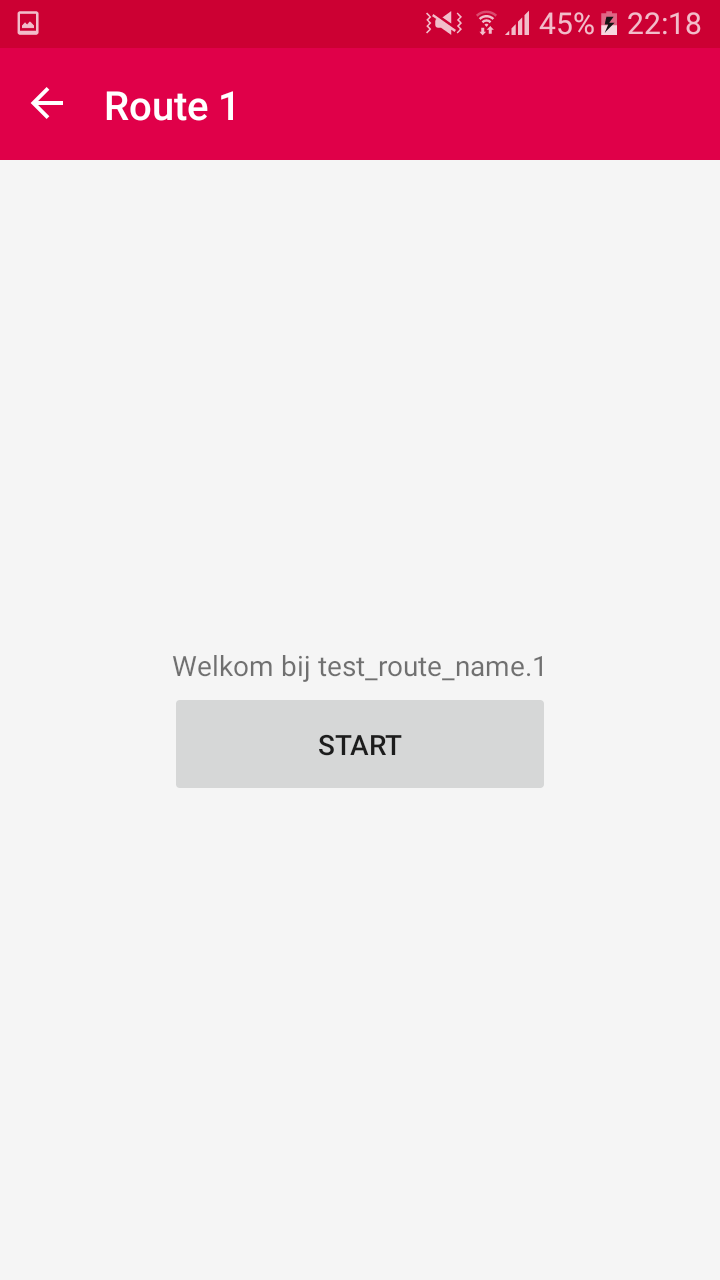 45% 22:18
Route 1
Welkom bij test_route_name.1
START